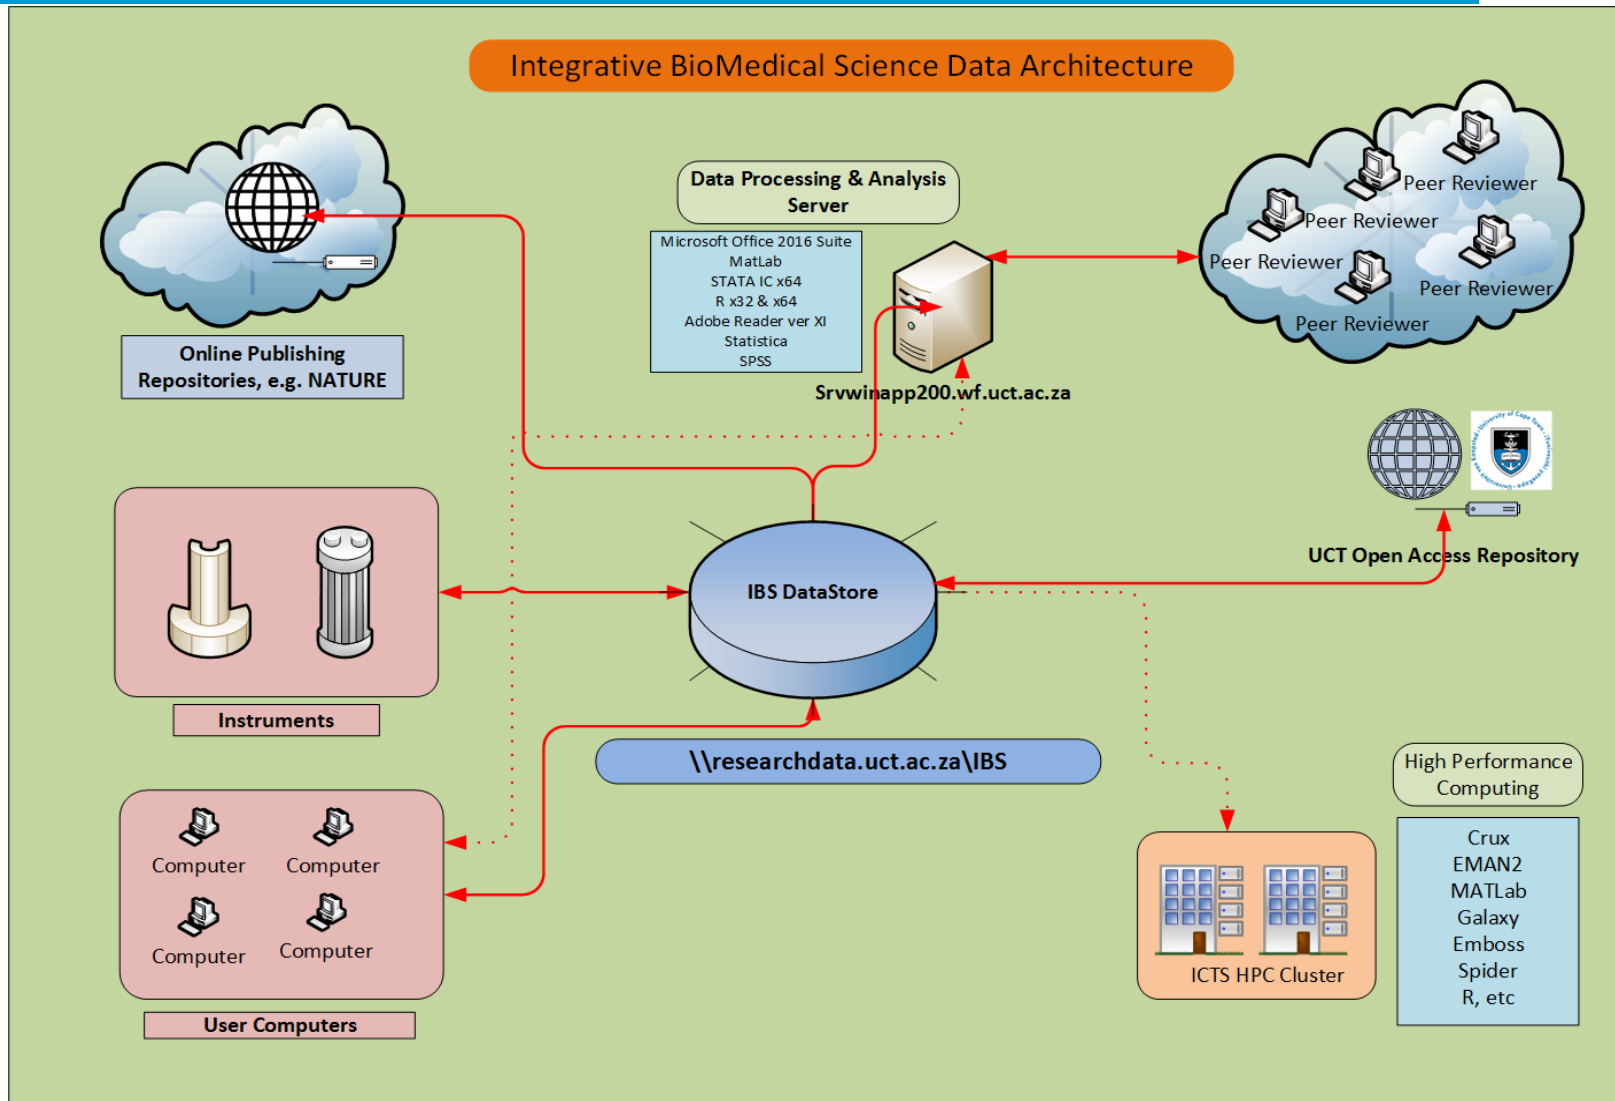 Integrative BioMedical Science Data Architecture
Data Processing & Analysis
Server
Microsoft Office 2016 Suite
MatLab
STATA IC x64
R x32 & x64
Adobe Reader ver XI
Statistica
SPSS
Srvwinapp200.wf.uct.ac.za
Peer Reviewer
Peer Reviewer
Peer Reviewer
Peer Reviewer
Peer Reviewer
Online Publishing
Repositories, e.g. NATURE
UCT Open Access Repository
IBS DataStore
Instruments
\\researchdata.uct.ac.za\IBS
High Performance
Computing
Crux
EMAN2
MATLab
Galaxy
Emboss
Spider
R, etc
Computer
Computer
Computer
Computer
User Computers
ICTS HPC Cluster